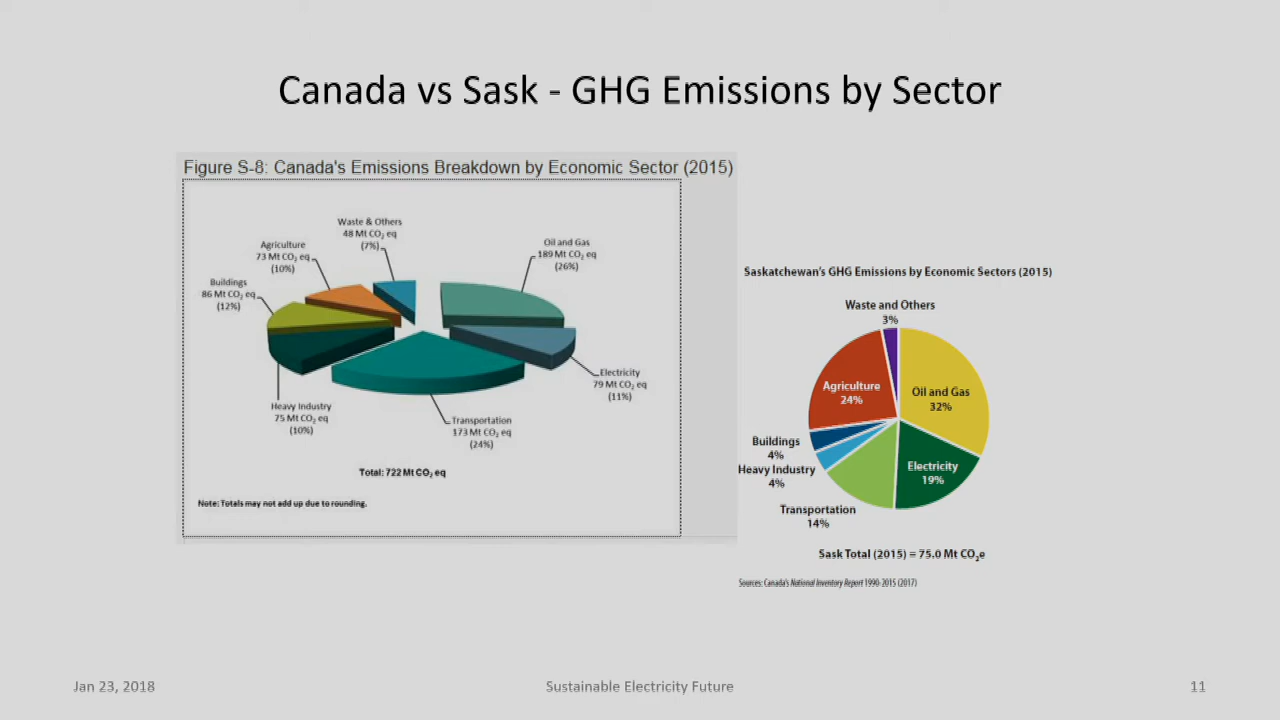 Canada vs Sask - GHG Emissions by Sector
Figure S-8: Canada's Emissions Breakdown by Economic Sector (2015)
Waste & Others
48 Mt CO₂ eq
(7%)
Oil and Gas
189 Mt CO₂ eq
(26%)
Agriculture
73 Mt CO₂ eq
(10%)
Buildings
86 Mt CO₂ eq
(12%)
Electricity
79 Mt CO₂ eq
(11%)
Heavy Industry
75 Mt CO₂ eq
(10%)
Transportation
173 Mt CO₂ eq
(24%)
Total: 722 Mt CO₂ eq
Note: Totals may not add up due to rounding.
Saskatchewan's GHG Emissions by Economic Sectors (2015)
Waste and Others
3%
Agriculture
24%
Oil and Gas
32%
Buildings
4%
Heavy Industry
4%
Electricity
19%
Transportation
14%
Sask Total (2015) = 75.0 Mt CO₂e
Sources: Canada's National Inventory Report 1990-2015 (2017)
Jan 23, 2018
Sustainable Electricity Future
11